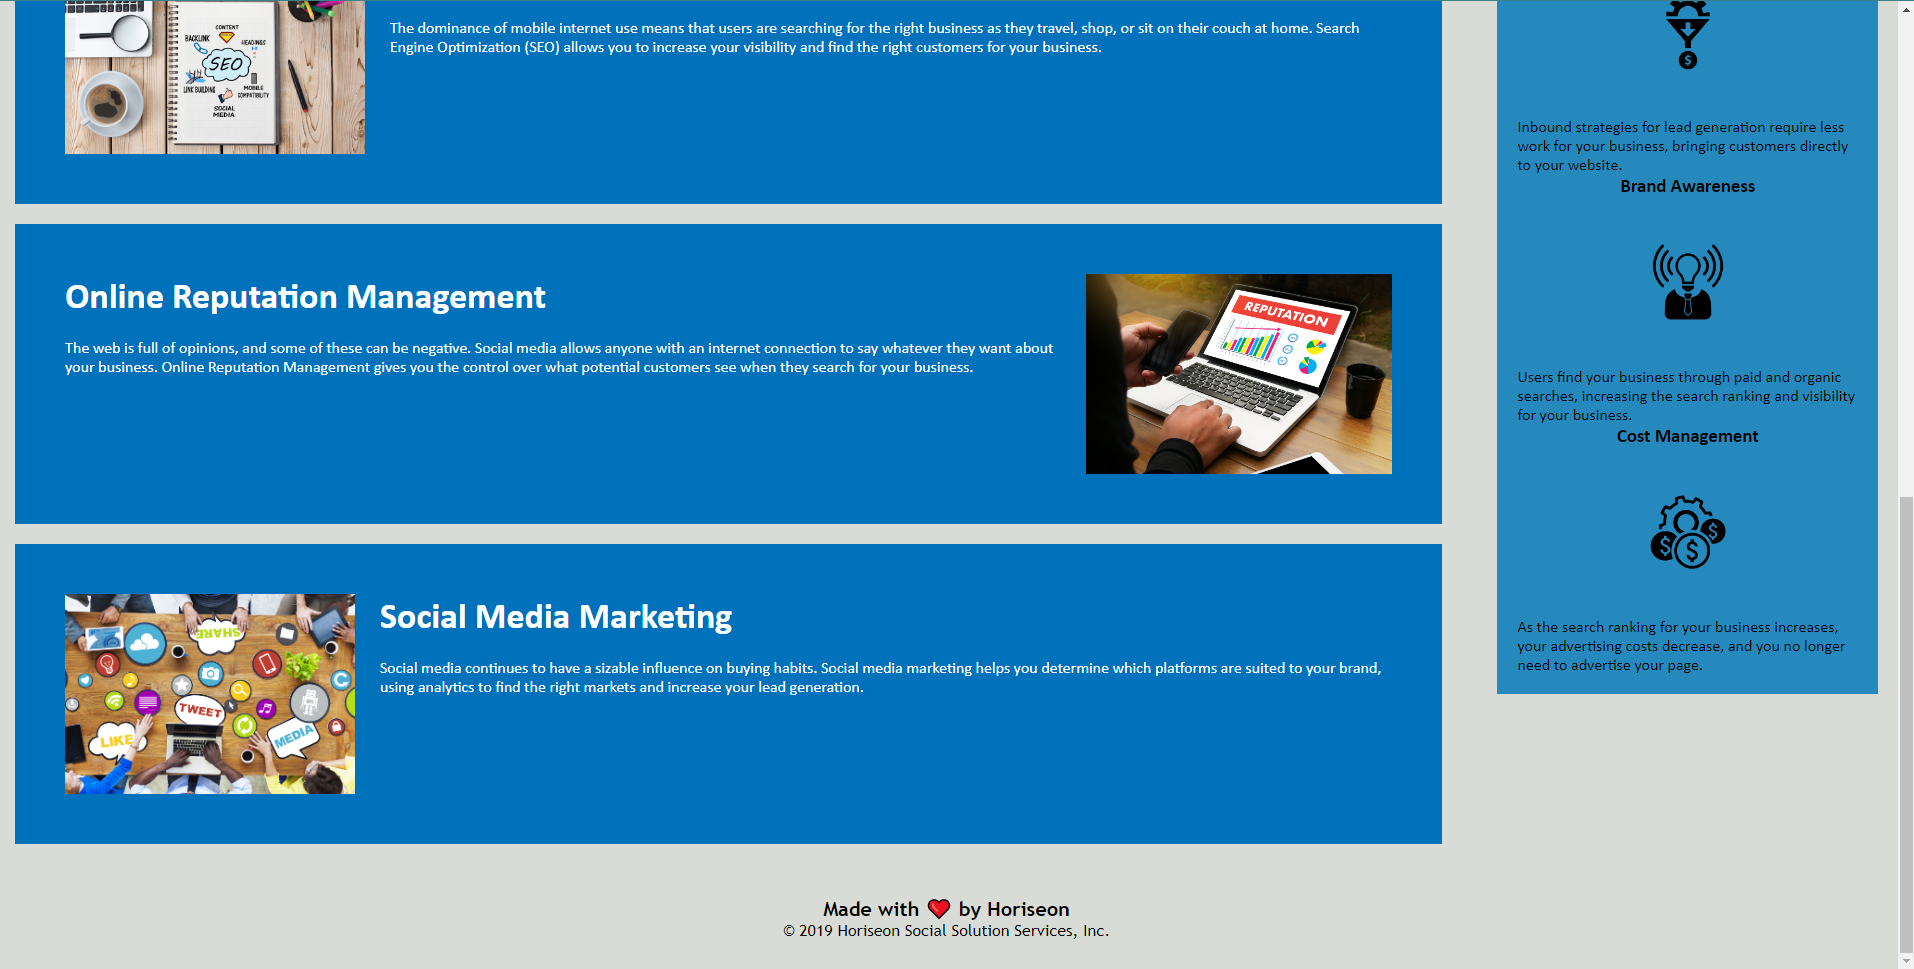 CONTENT
BACKLINK
HEADINGS
SEO
LINK BUILDING
MOBILE
COMPATIBILITY
SOCIAL
MEDIA
The dominance of mobile internet use means that users are searching for the right business as they travel, shop, or sit on their couch at home. Search
Engine Optimization (SEO) allows you to increase your visibility and find the right customers for your business.
Online Reputation Management
The web is full of opinions, and some of these can be negative. Social media allows anyone with an internet connection to say whatever they want about
your business. Online Reputation Management gives you the control over what potential customers see when they search for your business.
REPUTATION
SHARE
TWEET
LIKE
MEDIA
Social Media Marketing
Social media continues to have a sizable influence on buying habits. Social media marketing helps you determine which platforms are suited to your brand,
using analytics to find the right markets and increase your lead generation.
$
Inbound strategies for lead generation require less
work for your business, bringing customers directly
to your website.
Brand Awareness
Users find your business through paid and organic
searches, increasing the search ranking and visibility
for your business.
Cost Management
$ $ $
As the search ranking for your business increases,
your advertising costs decrease, and you no longer
need to advertise your page.
Made with ❤️ by Horiseon
© 2019 Horiseon Social Solution Services, Inc.